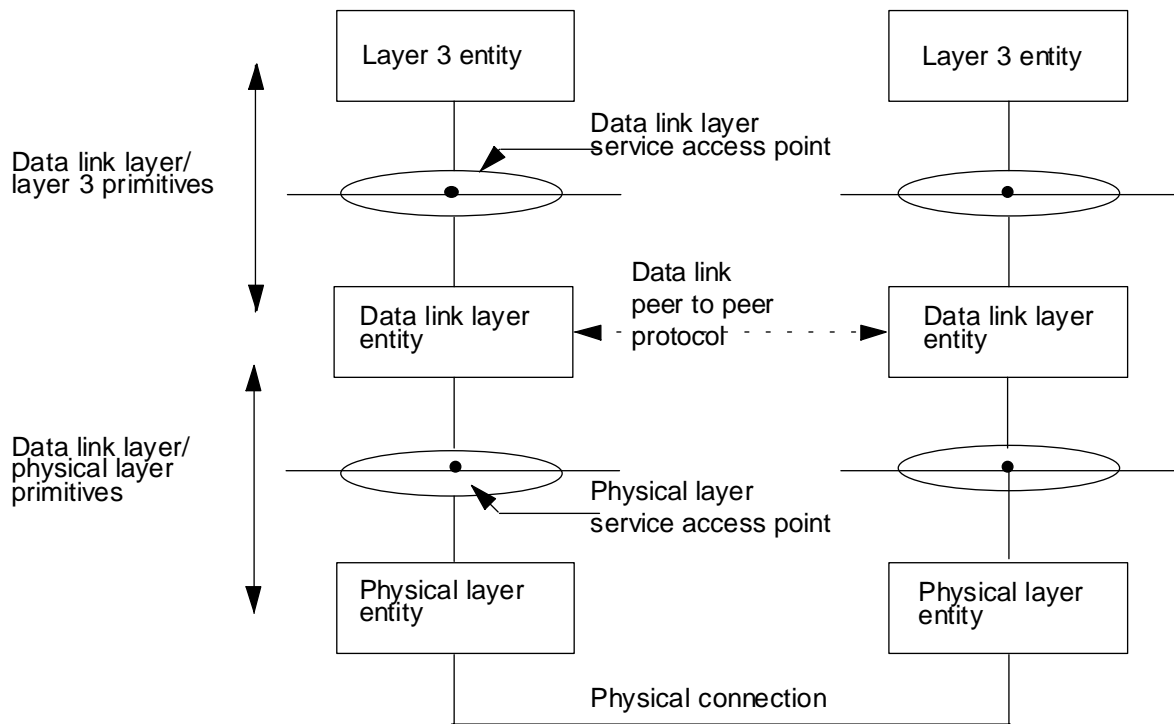 Layer 3 entity
Layer 3 entity
Data link layer
service access point
Data link layer/
layer 3 primitives
Data link
peer to peer
protocol
Data link layer
entity
Data link layer
entity
Data link layer/
physical layer
primitives
Physical layer
service access point
Physical layer
entity
Physical layer
entity
Physical connection